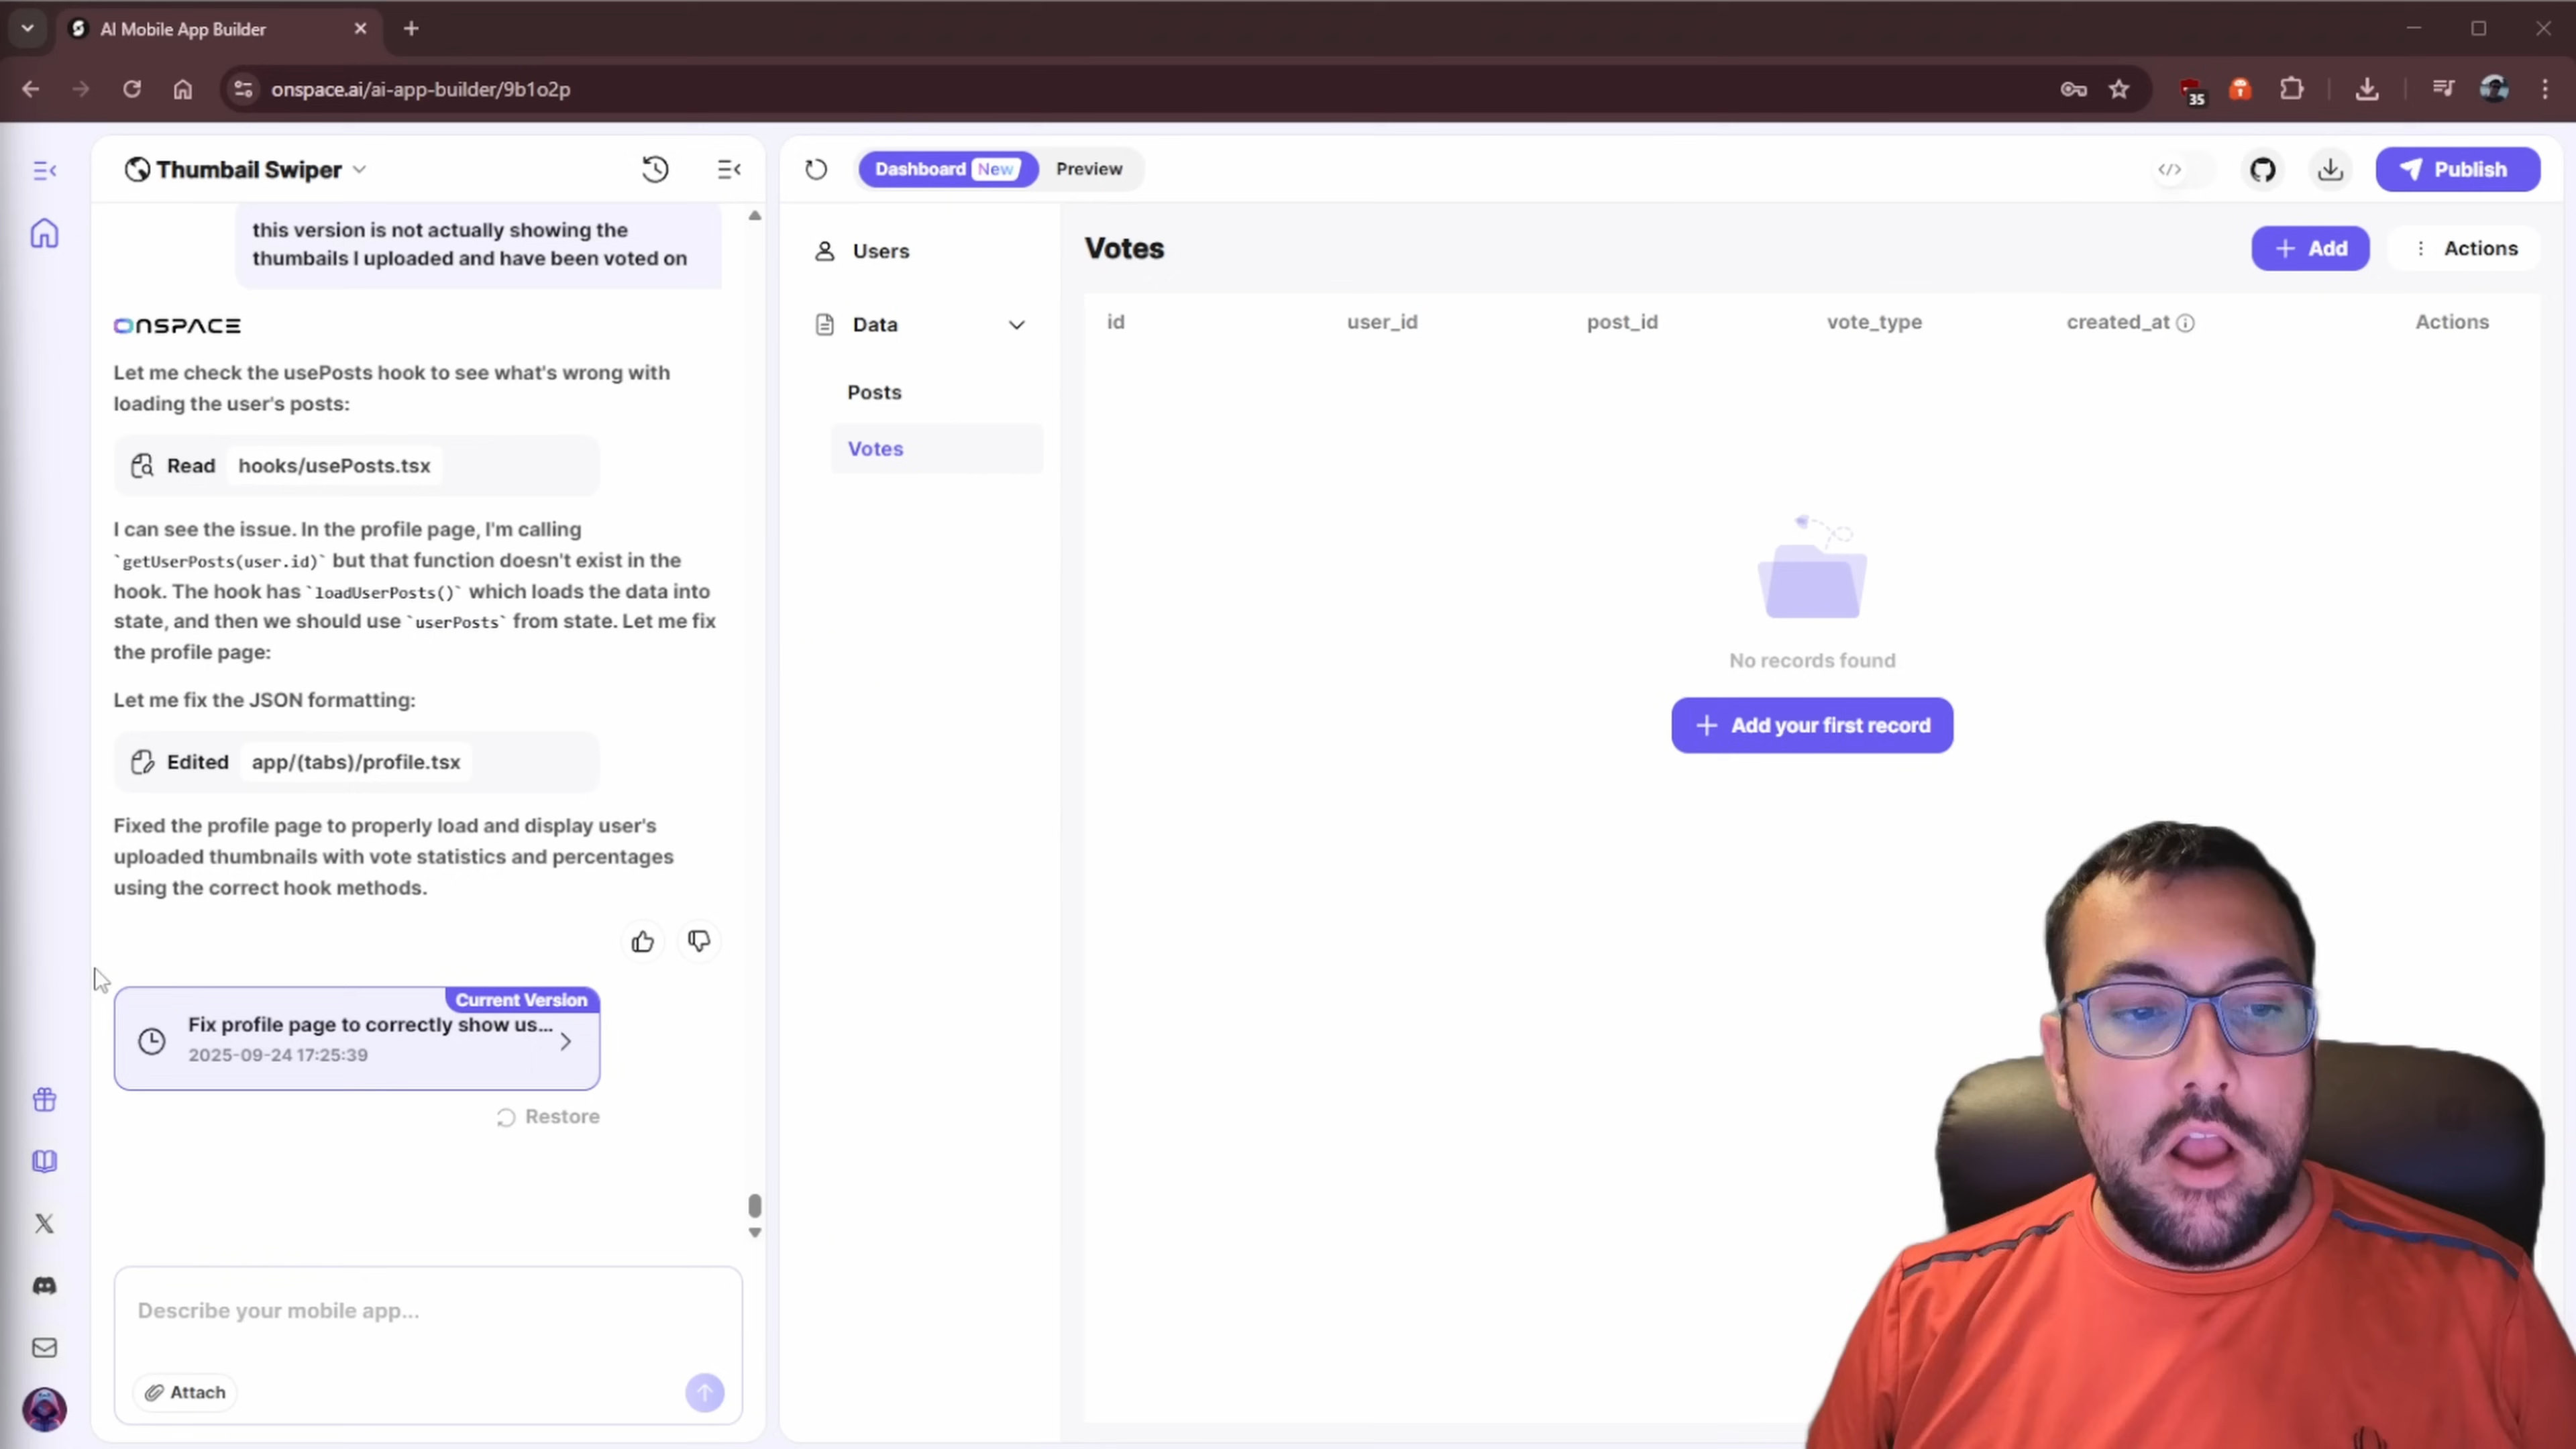 AI Mobile App Builder
onspace.ai/ai-app-builder/9b1o2p
35
Thumbail Swiper
Dashboard New
Preview
Publish
this version is not actually showing the
thumbails I uploaded and have been voted on
ONSPACE
Let me check the usePosts hook to see what's wrong with
loading the user's posts:
Read hooks/usePosts.tsx
I can see the issue. In the profile page, I'm calling
`getUserPosts(user.id)` but that function doesn't exist in the
hook. The hook has `loadUserPosts()` which loads the data into
state, and then we should use `userPosts` from state. Let me fix
the profile page:
Let me fix the JSON formatting:
Edited app/(tabs)/profile.tsx
Fixed the profile page to properly load and display user's
uploaded thumbnails with vote statistics and percentages
using the correct hook methods.
Current Version
Fix profile page to correctly show us...
2025-09-24 17:25:39
Restore
Describe your mobile app...
Attach
Users
Data
Posts
Votes
Votes
Add
Actions
id user_id post_id vote_type created_at Actions
No records found
Add your first record